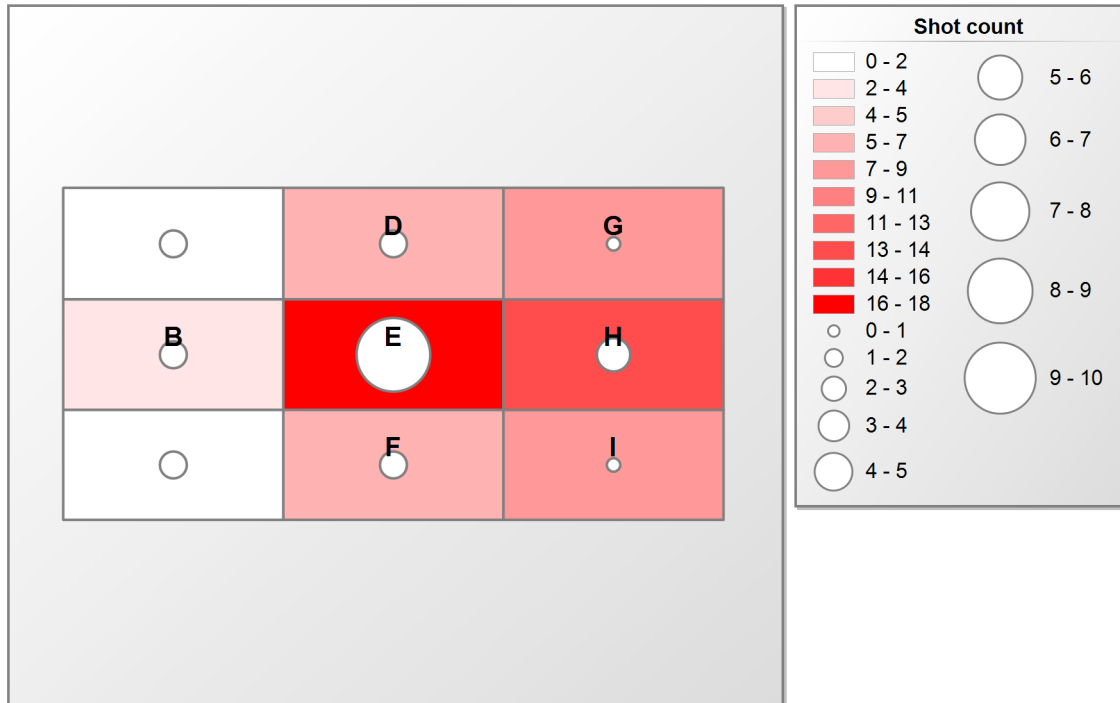 Shot count
0 - 2
2 - 4
4 - 5
5 - 7
7 - 9
9 - 11
11 - 13
13 - 14
14 - 16
16 - 18
0 - 1
1 - 2
2 - 3
3 - 4
4 - 5
5 - 6
6 - 7
7 - 8
8 - 9
9 - 10
D
G
B
E
H
F
I